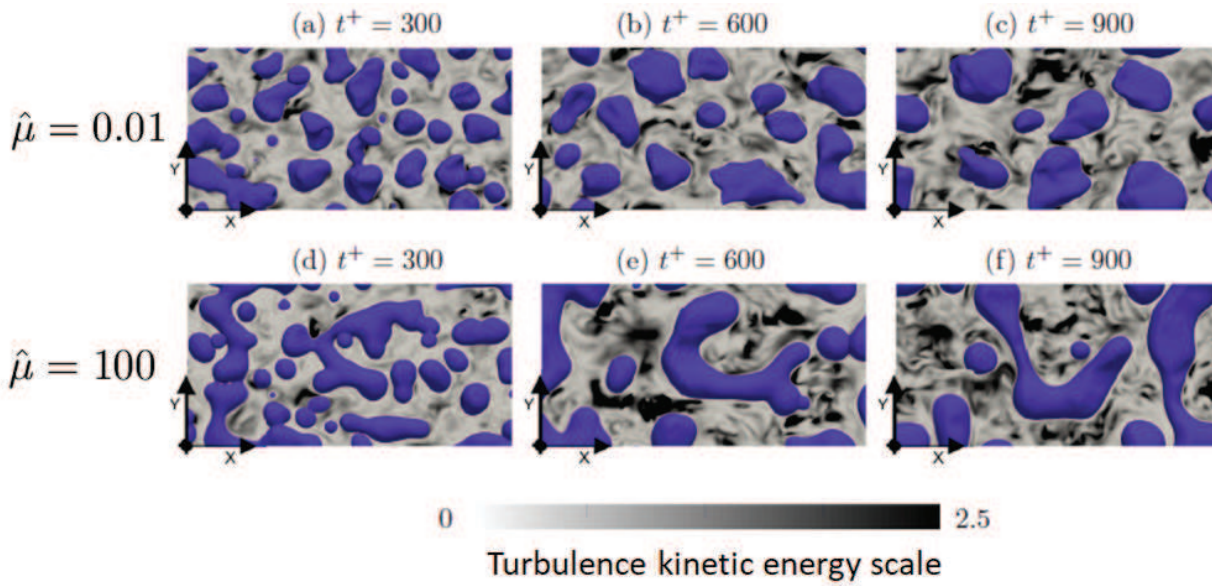 (a) t⁺ = 300
(b) t⁺ = 600
(c) t⁺ = 900
μ̂ = 0.01
Y
X
Y
X
Y
X
(d) t⁺ = 300
(e) t⁺ = 600
(f) t⁺ = 900
μ̂ = 100
Y
X
Y
X
Y
X
0
2.5
Turbulence kinetic energy scale